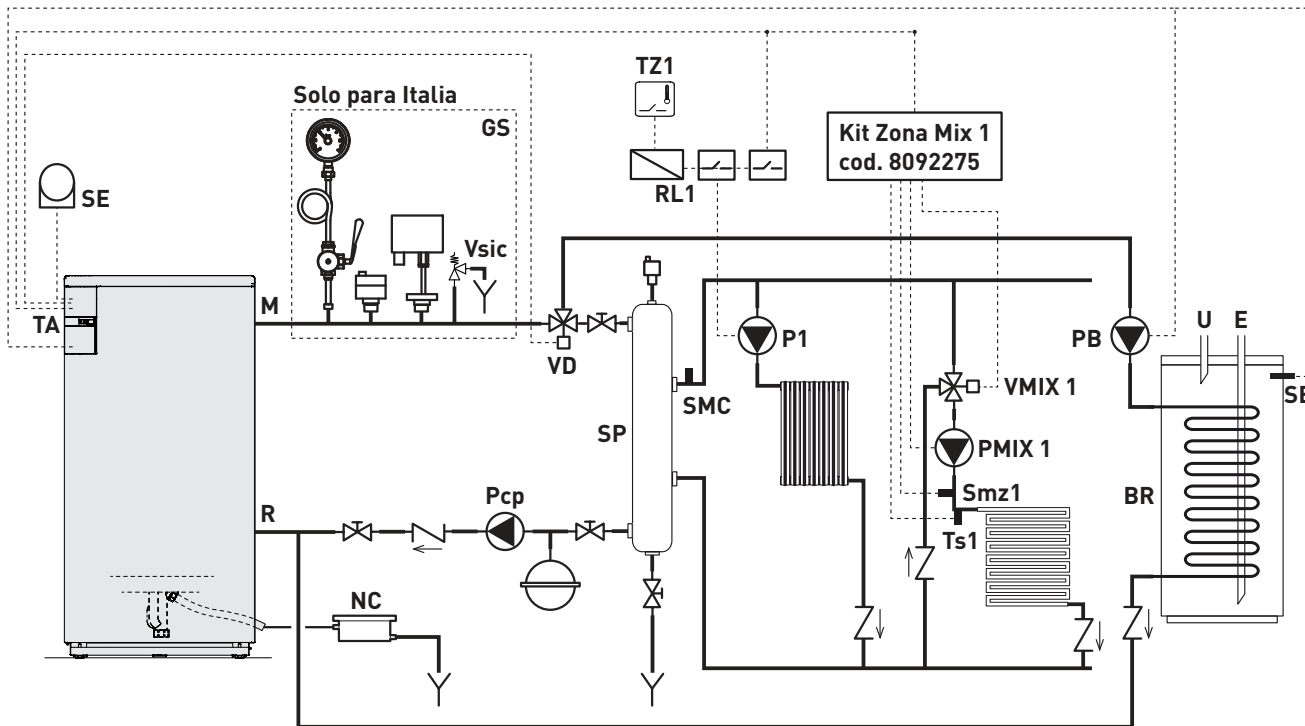 TZ1
Solo para Italia
GS
Kit Zona Mix 1
cod. 8092275
SE
RL1
Vsic
M
TA
VD
P1
PB
U
E
SMC
VMIX 1
SP
PMIX 1
Pcp
Smz1
BR
R
Ts1
NC